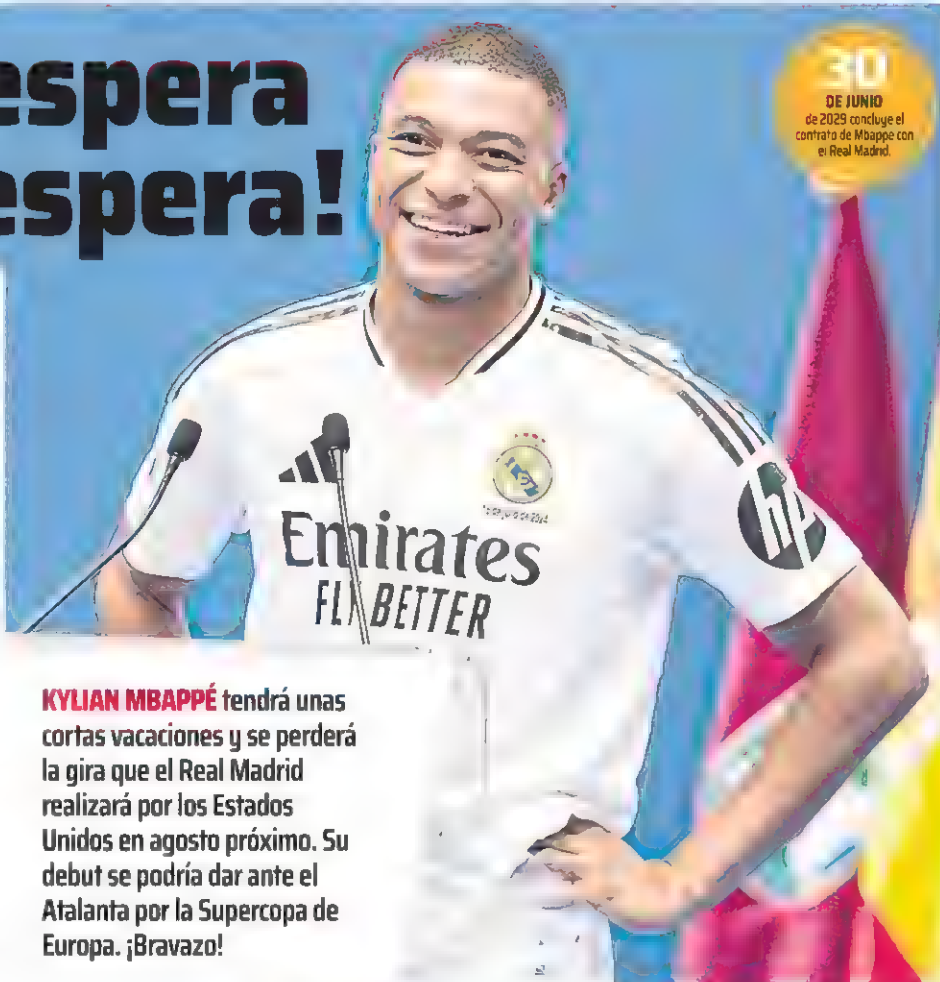 espera
espera!
30
DE JUNIO
de 2029 concluye el
contrato de Mbappe con
el Real Madrid.
Emirates
FLY BETTER
KYLIAN MBAPPÉ tendrá unas
cortas vacaciones y se perderá
la gira que el Real Madrid
realizará por los Estados
Unidos en agosto próximo. Su
debut se podría dar ante el
Atalanta por la Supercopa de
Europa. ¡Bravazo!